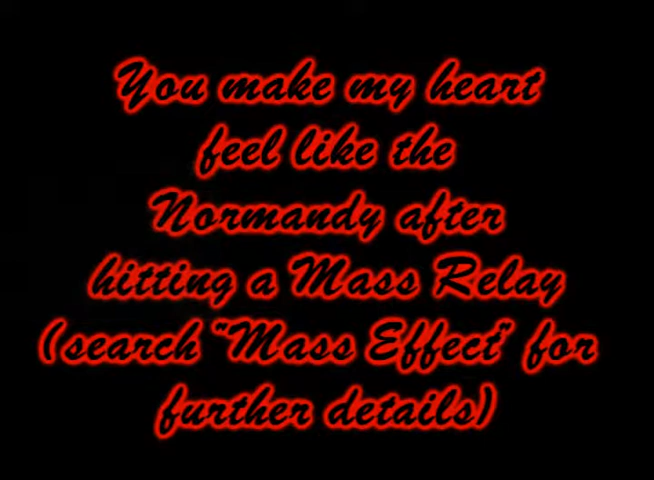 You make my heart
feel like the
Normandy after
hitting a Mass Relay
(search "Mass Effect" for
further details)